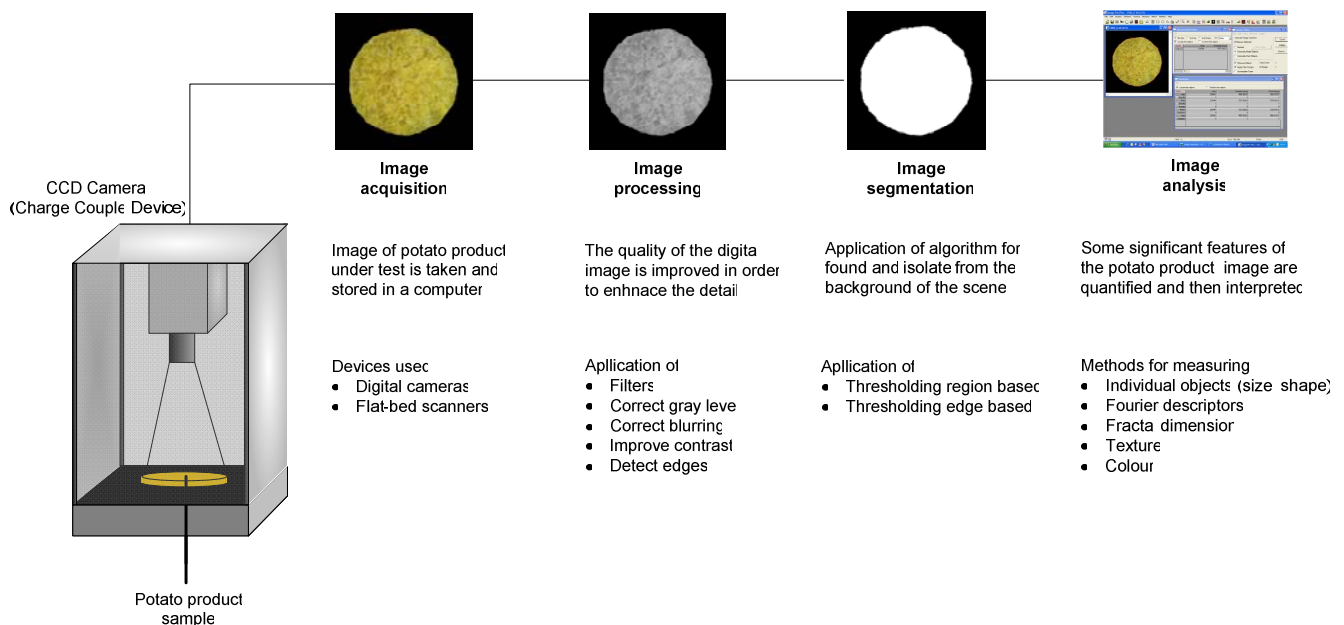 CCD Camera
(Charge Couple Device)
Potato product
sample
Image
acquisition
Image of potato product
under test is taken and
stored in a computer
Devices used
• Digital cameras
• Flat-bed scanners
Image
processing
The quality of the digita
image is improved in order
to enhnace the detail
Apllication of
• Filters
• Correct gray leve
• Correct blurring
• Improve contrast
• Detect edges
Image
segmentation
Application of algorithm for
found and isolate from the
background of the scene
Apllication of
• Thresholding region based
• Thresholding edge based
Image
analysis
Some significant features of
the potato product image are
quantified and then interpreted
Methods for measuring
• Individual objects (size shape)
• Fourier descriptors
• Fracta dimension
• Texture
• Colour